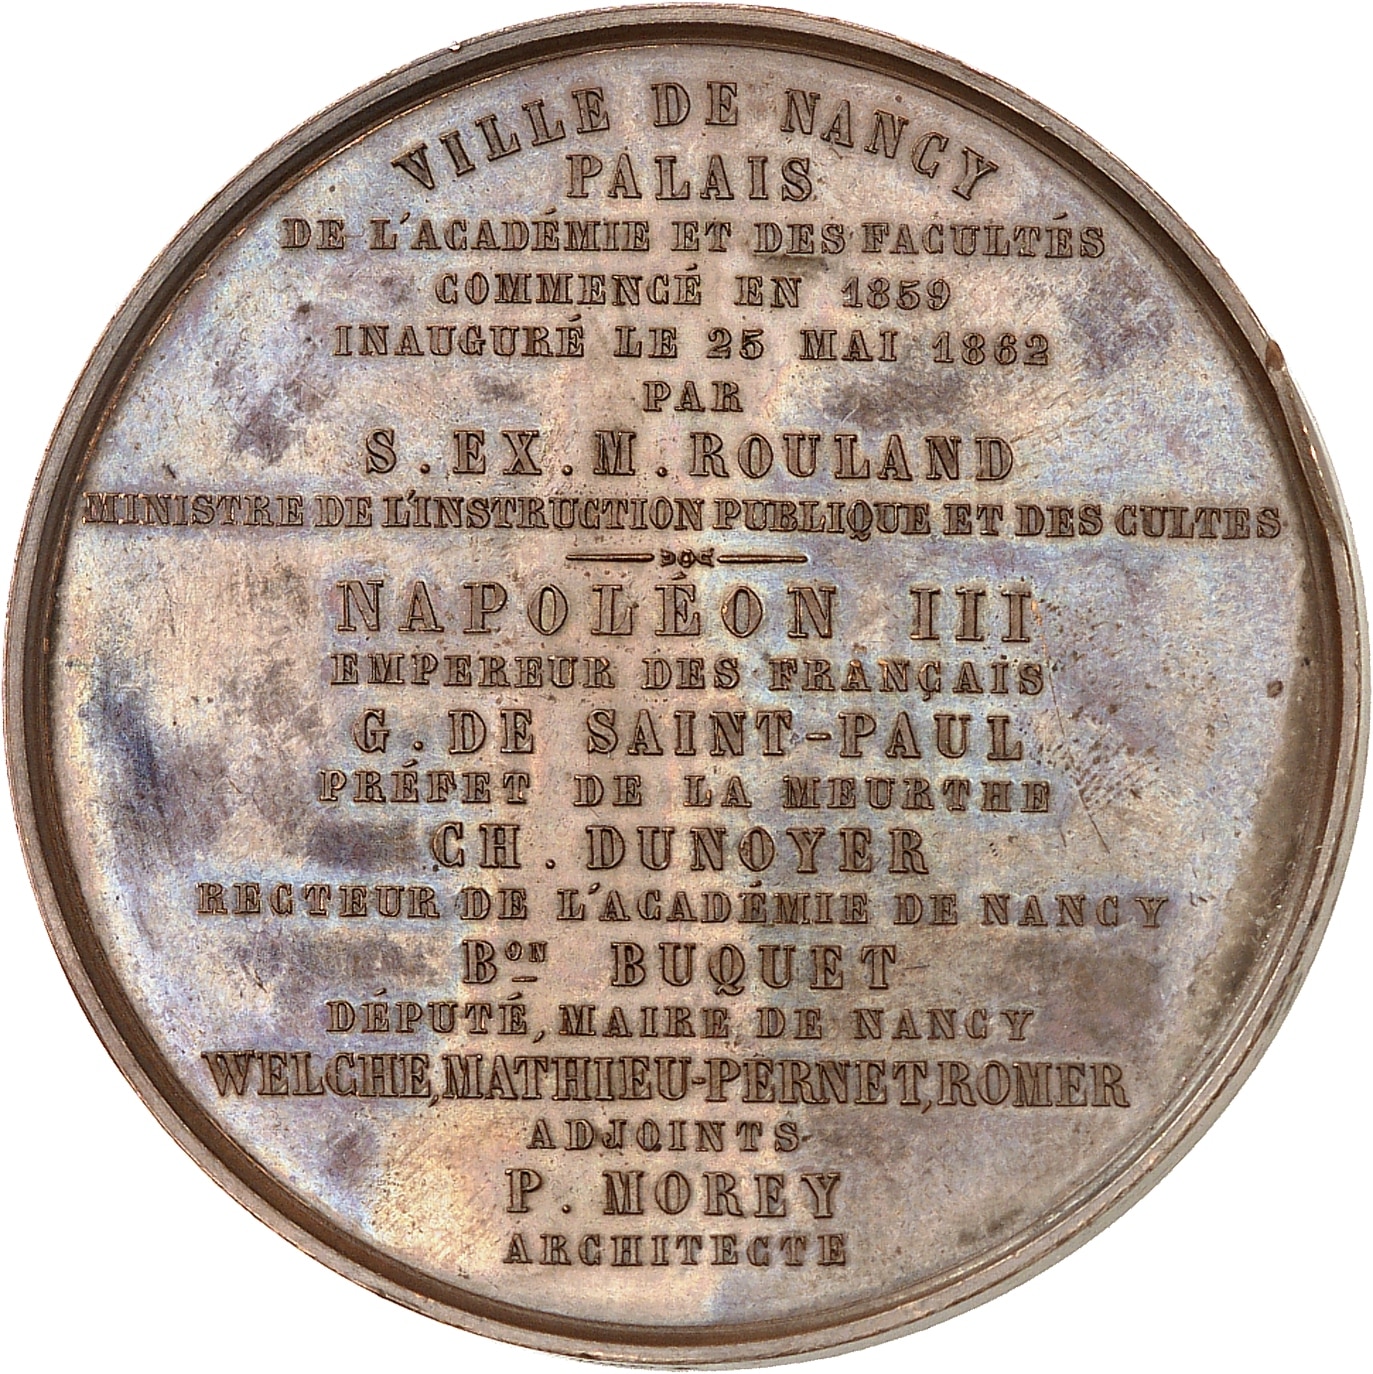 VILLE DE NANCY
PALAIS
DE L'ACADÉMIE ET DES FACULTÉS
COMMENCÉ EN 1859
INAUGURÉ LE 25 MAI 1862
PAR
S. EX. M. ROULAND
MINISTRE DE L'INSTRUCTION PUBLIQUE ET DES CULTES
NAPOLÉON III
EMPEREUR DES FRANÇAIS
G. DE SAINT-PAUL
PRÉFET DE LA MEURTHE
CH. DUNOYER
RECTEUR DE L'ACADÉMIE DE NANCY
BON BUQUET
DÉPUTÉ, MAIRE DE NANCY
WELCHE, MATHIEU-PERNET, ROMER
ADJOINTS
P. MOREY
ARCHITECTE